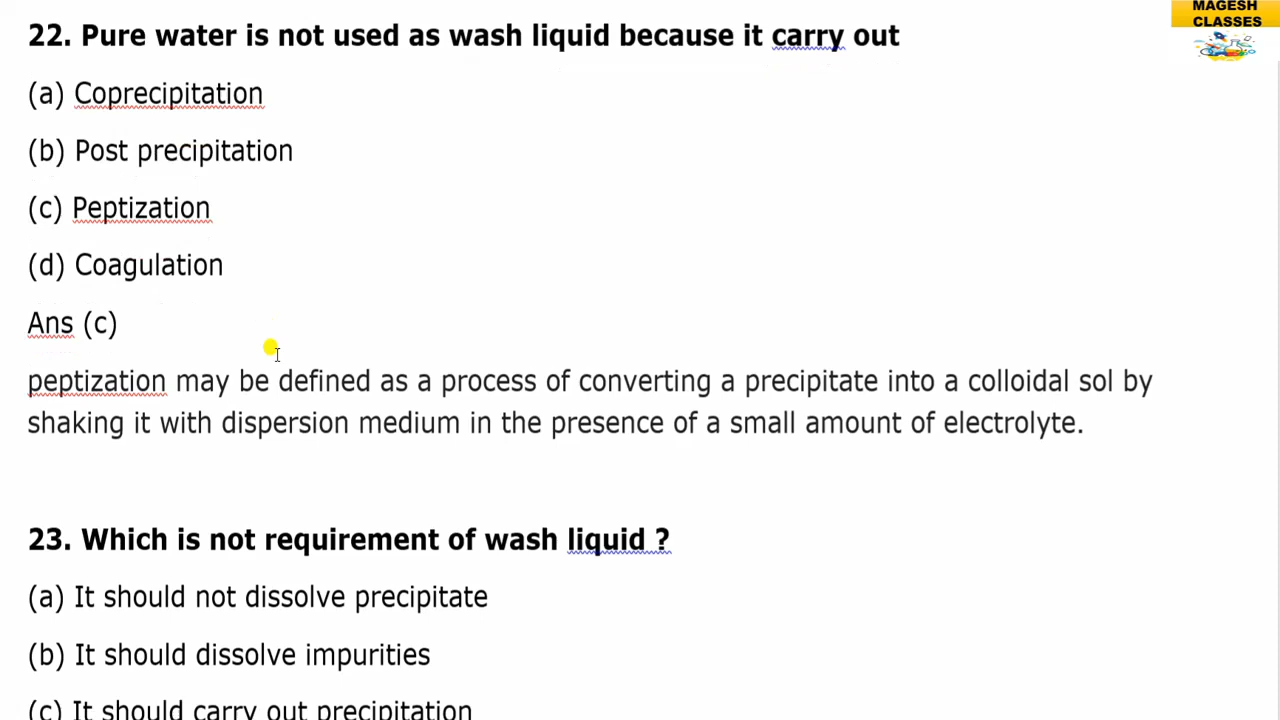 MAGESH
CLASSES
22. Pure water is not used as wash liquid because it carry out
(a) Coprecipitation
(b) Post precipitation
(c) Peptization
(d) Coagulation
Ans (c)
peptization may be defined as a process of converting a precipitate into a colloidal sol by
shaking it with dispersion medium in the presence of a small amount of electrolyte.
23. Which is not requirement of wash liquid ?
(a) It should not dissolve precipitate
(b) It should dissolve impurities
(c) It should carry out precipitation